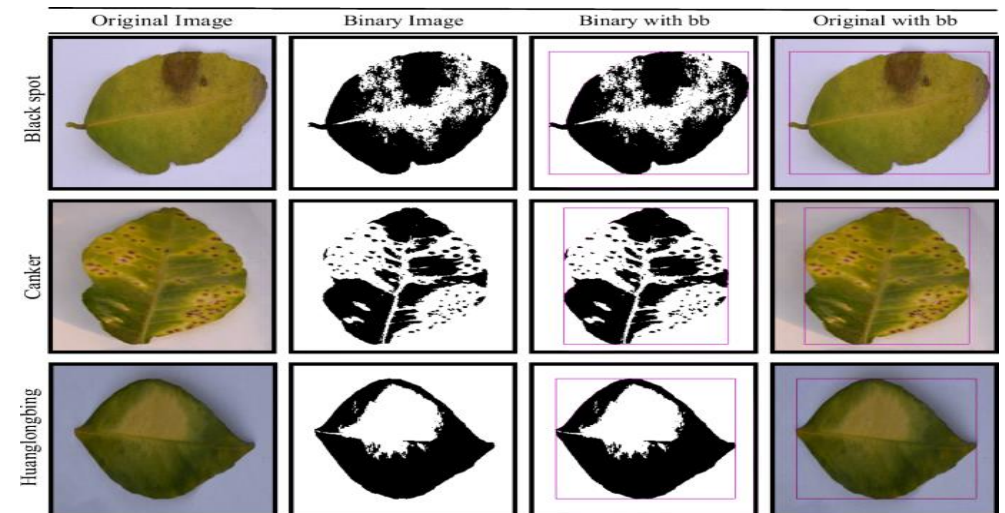 Original Image Binary Image Binary with bb Original with bb
Black spot
Canker
Huanglongbing